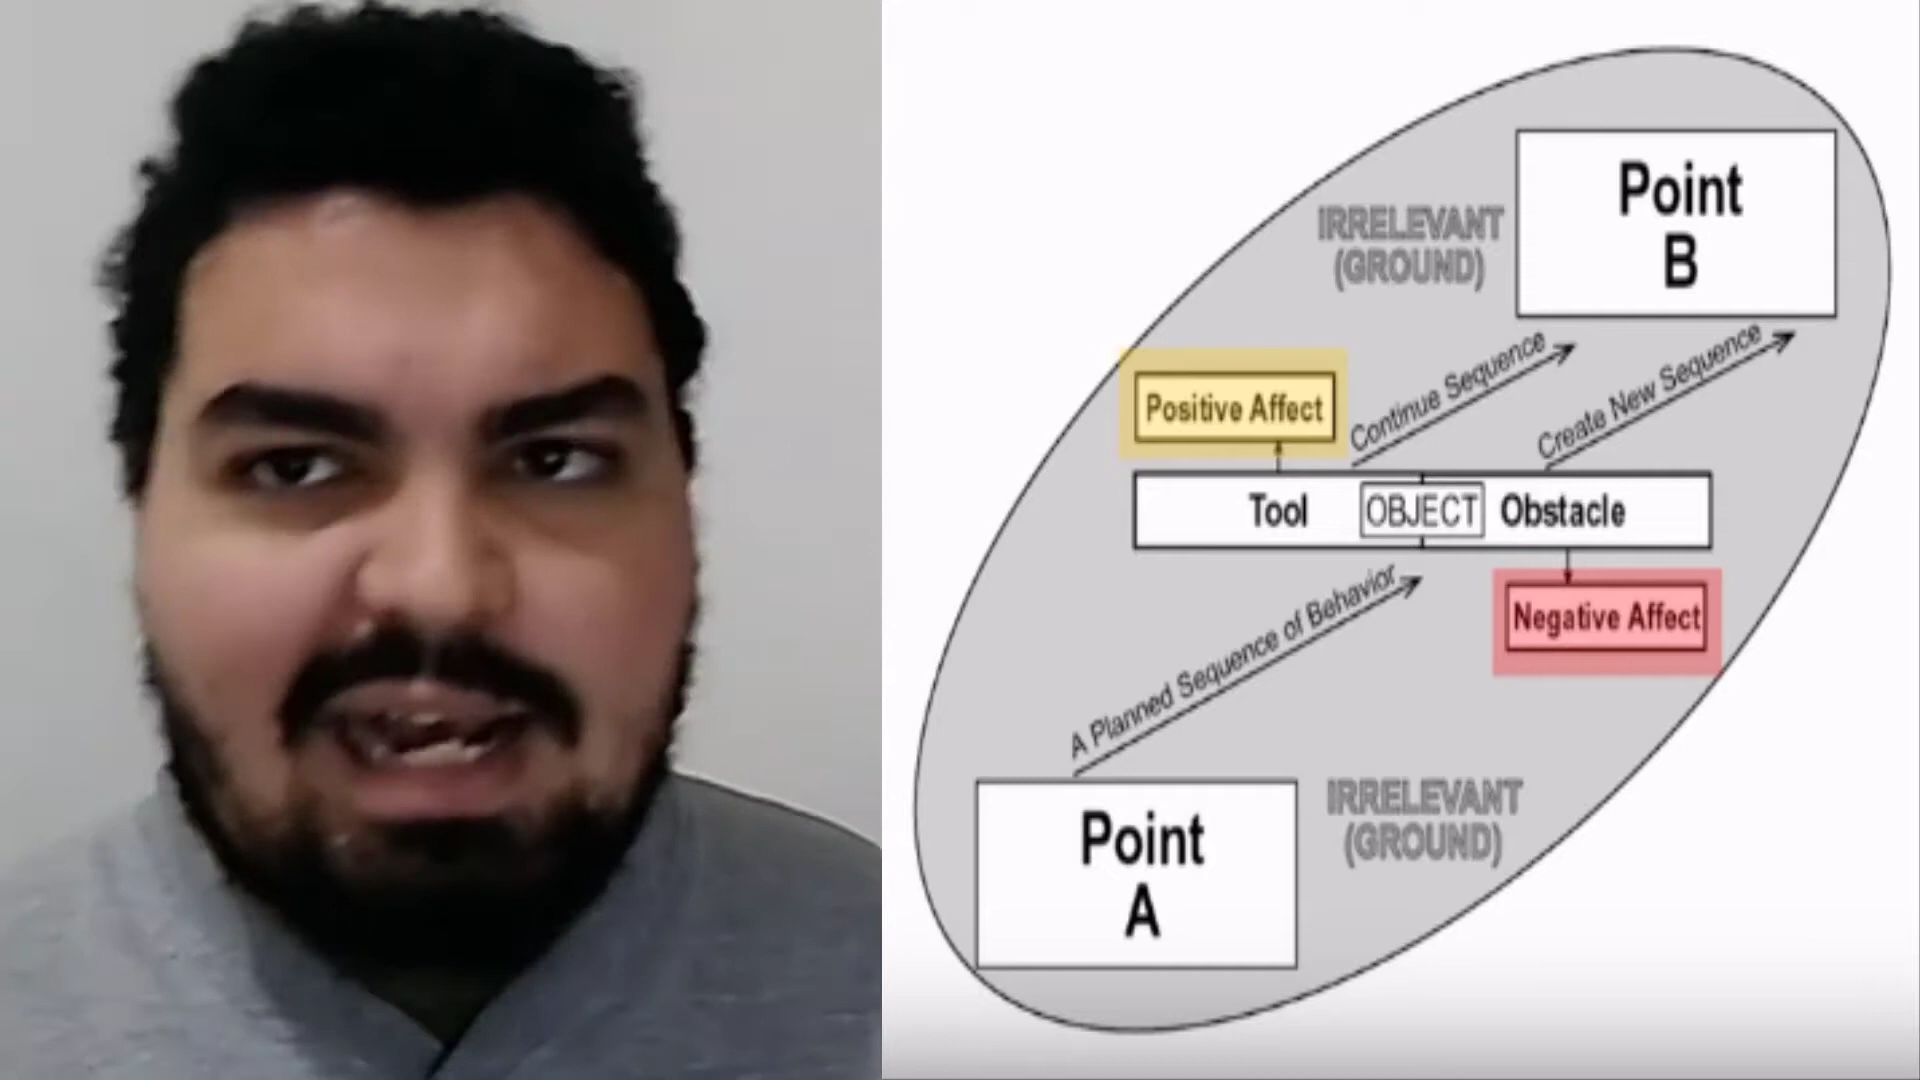 Point
B
IRRELEVANT
(GROUND)
Continue Sequence
Create New Sequence
Positive Affect
Tool OBJECT Obstacle
Negative Affect
A Planned Sequence of Behavior
Point
A
IRRELEVANT
(GROUND)